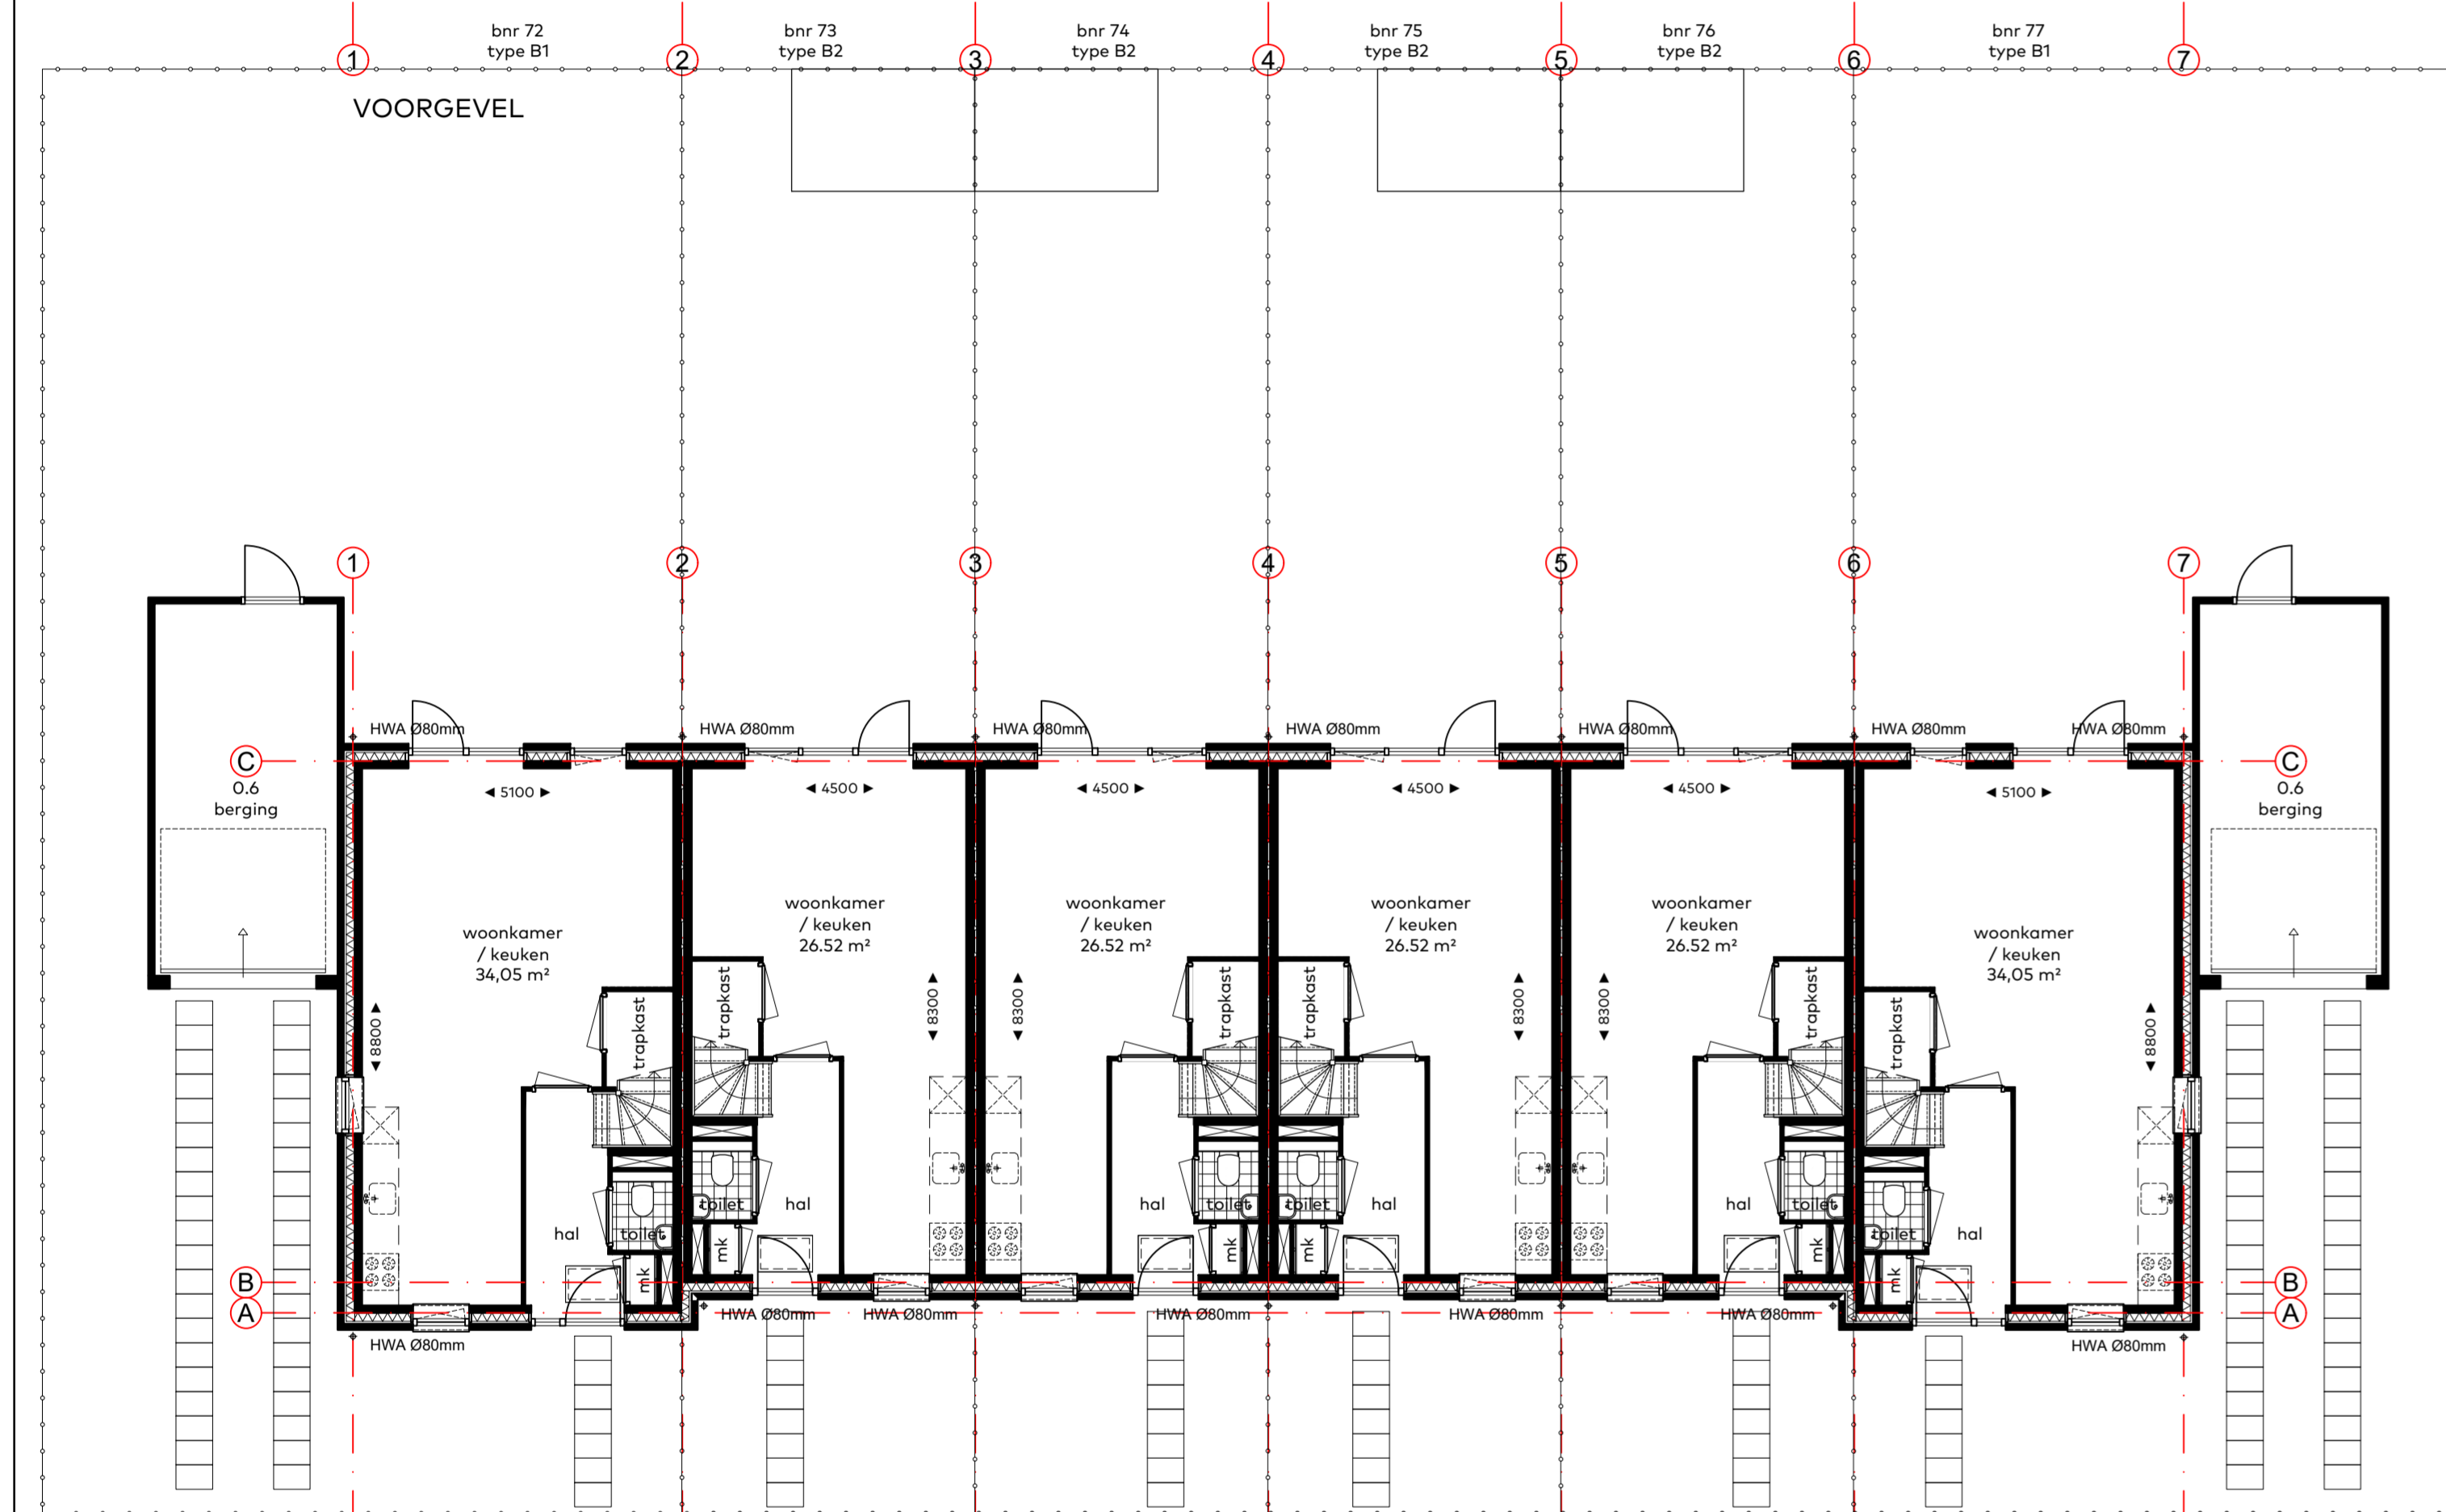 bnr 72
type B1
bnr 73
type B2
bnr 74
type B2
bnr 75
type B2
bnr 76
type B2
bnr 77
type B1
1
2
3
4
5
6
7
VOORGEVEL
1
2
3
4
5
6
7
HWA Ø80mm
HWA Ø80mm
HWA Ø80mm
HWA Ø80mm
HWA Ø80mm
HWA Ø80mm
HWA Ø80mm
C
C
0.6
berging
0.6
berging
5100
4500
4500
4500
4500
5100
woonkamer
/ keuken
34,05 m²
woonkamer
/ keuken
26.52 m²
woonkamer
/ keuken
26.52 m²
woonkamer
/ keuken
26.52 m²
woonkamer
/ keuken
26.52 m²
woonkamer
/ keuken
34,05 m²
8800
trapkast
trapkast
8300
8300
trapkast
trapkast
8300
8300
trapkast
trapkast
8800
hal
toilet
toilet
hal
hal
toilet
toilet
hal
hal
toilet
toilet
hal
mk
mk
mk
mk
mk
mk
B
B
A
A
HWA Ø80mm
HWA Ø80mm
HWA Ø80mm
HWA Ø80mm
HWA Ø80mm
HWA Ø80mm
HWA Ø80mm